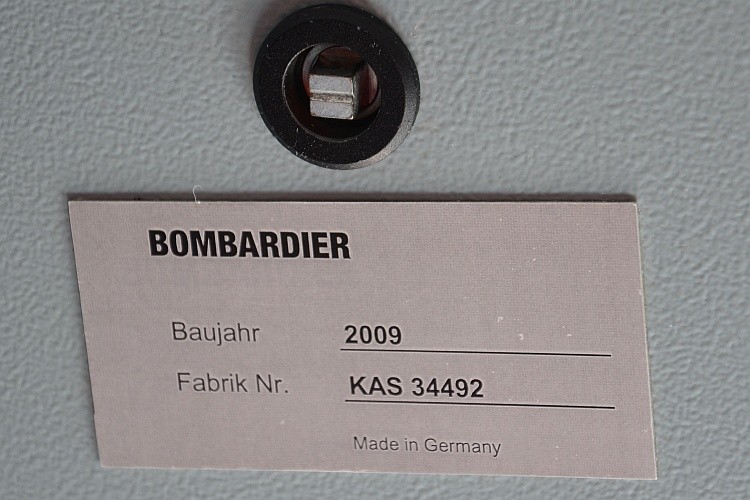 BOMBARDIER
Baujahr 2009
Fabrik Nr. KAS 34492
Made in Germany